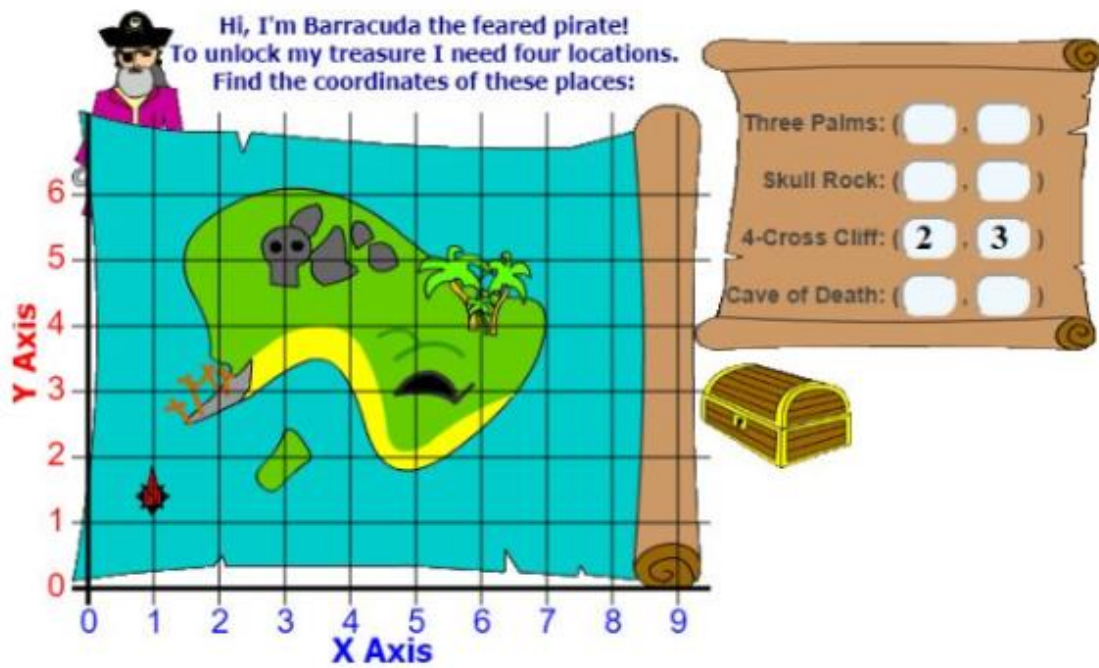 Hi, I'm Barracuda the feared pirate!
To unlock my treasure I need four locations.
Find the coordinates of these places:
Three Palms: ( , )
Skull Rock: ( , )
4-Cross Cliff: ( 2 , 3 )
Cave of Death: ( , )
Y Axis
6
5
4
3
2
1
0
0 1 2 3 4 5 6 7 8 9
X Axis